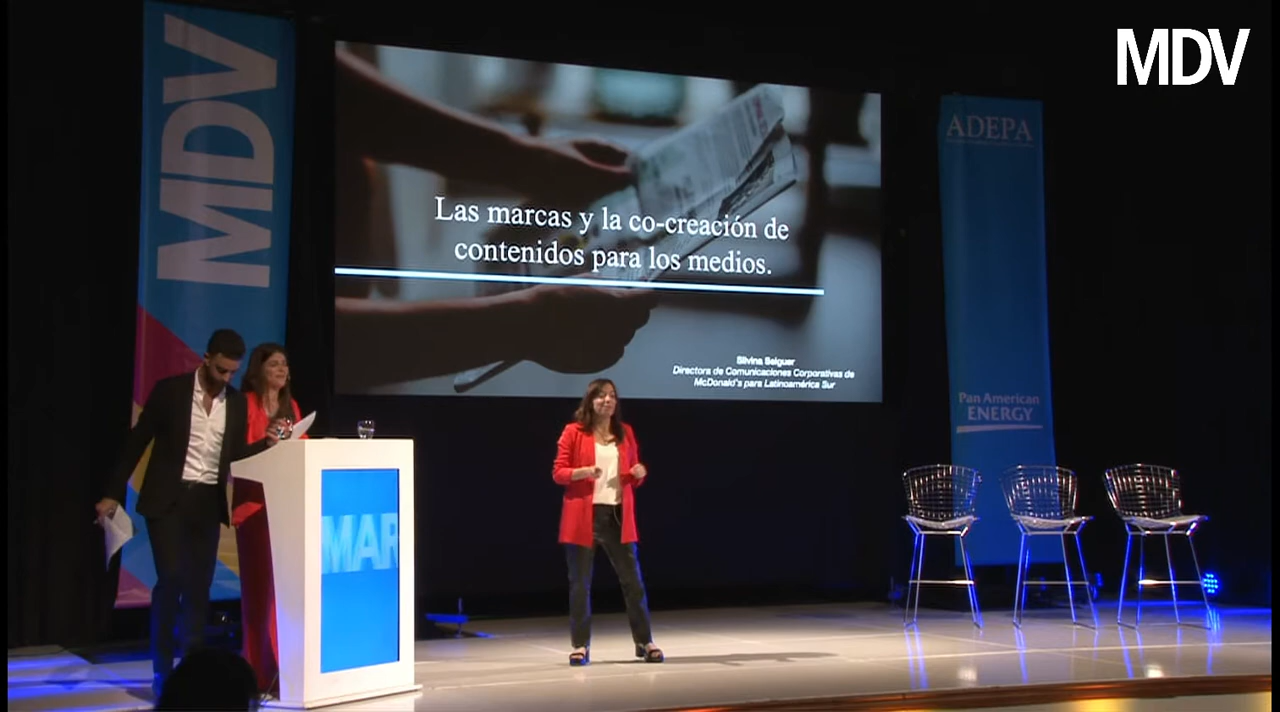 MDV
MDV
ADEPA
Las marcas y la co-creación de
contenidos para los medios.
Silvina Seiguer
Directora de Comunicaciones Corporativas de
McDonald's para Latinoamérica Sur
Pan American
ENERGY
MAR